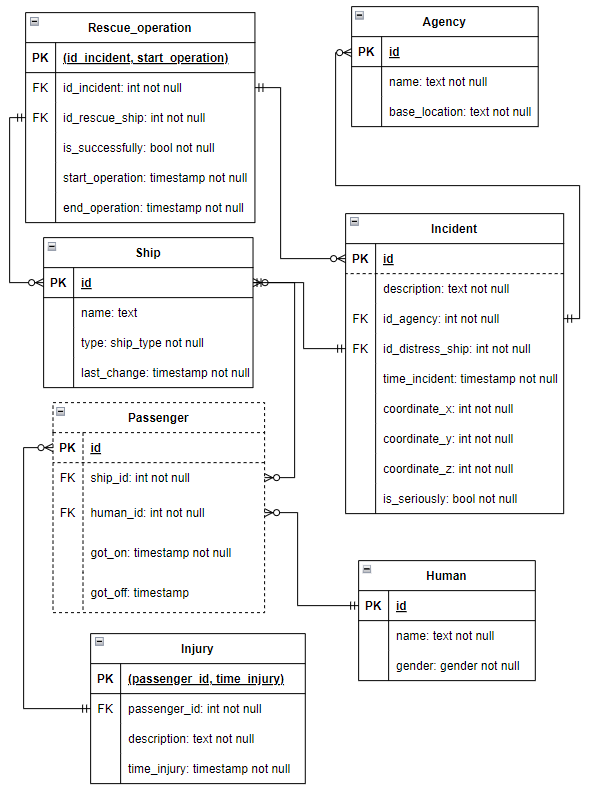 Rescue_operation
PK (id_incident, start_operation)
FK id_incident: int not null
FK id_rescue_ship: int not null
is_successfully: bool not null
start_operation: timestamp not null
end_operation: timestamp not null
Agency
PK id
name: text not null
base_location: text not null
Ship
PK id
name: text
type: ship_type not null
last_change: timestamp not null
Incident
PK id
description: text not null
FK id_agency: int not null
FK id_distress_ship: int not null
time_incident: timestamp not null
coordinate_x: int not null
coordinate_y: int not null
coordinate_z: int not null
is_seriously: bool not null
Passenger
PK id
FK ship_id: int not null
FK human_id: int not null
got_on: timestamp not null
got_off: timestamp
Human
PK id
name: text not null
gender: gender not null
Injury
PK (passenger_id, time_injury)
FK passenger_id: int not null
description: text not null
time_injury: timestamp not null